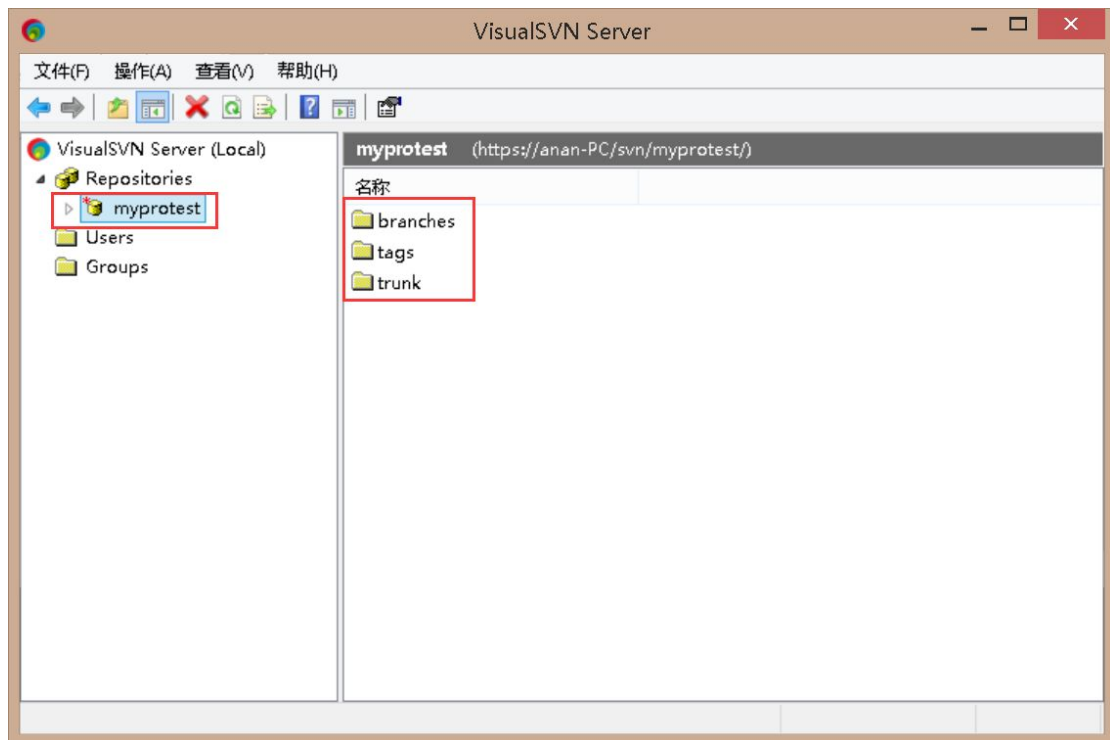 VisualSVN Server
文件(F) 操作(A) 查看(V) 帮助(H)
VisualSVN Server (Local)
Repositories
myprotest
Users
Groups
myprotest (https://anan-PC/svn/myprotest/)
名称
branches
tags
trunk